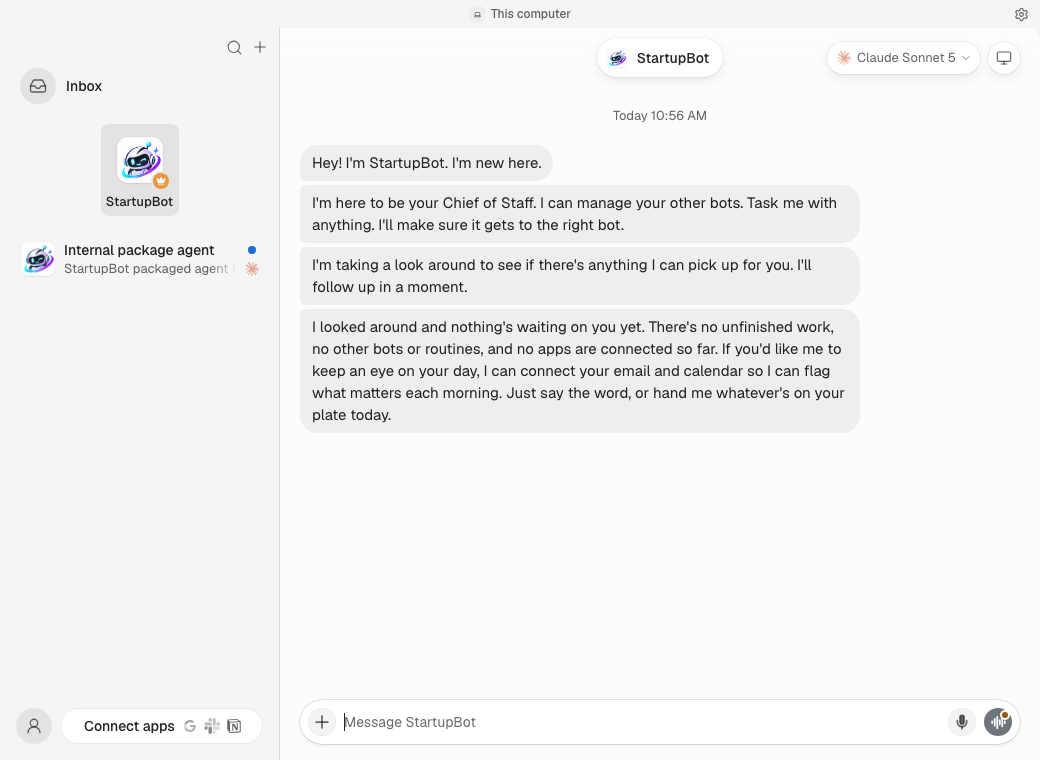 This computer
Inbox
StartupBot
Internal package agent
StartupBot packaged agent
Connect apps
StartupBot
Claude Sonnet 5
Today 10:56 AM
Hey! I'm StartupBot. I'm new here.
I'm here to be your Chief of Staff. I can manage your other bots. Task me with
anything. I'll make sure it gets to the right bot.
I'm taking a look around to see if there's anything I can pick up for you. I'll
follow up in a moment.
I looked around and nothing's waiting on you yet. There's no unfinished work,
no other bots or routines, and no apps are connected so far. If you'd like me to
keep an eye on your day, I can connect your email and calendar so I can flag
what matters each morning. Just say the word, or hand me whatever's on your
plate today.
Message StartupBot